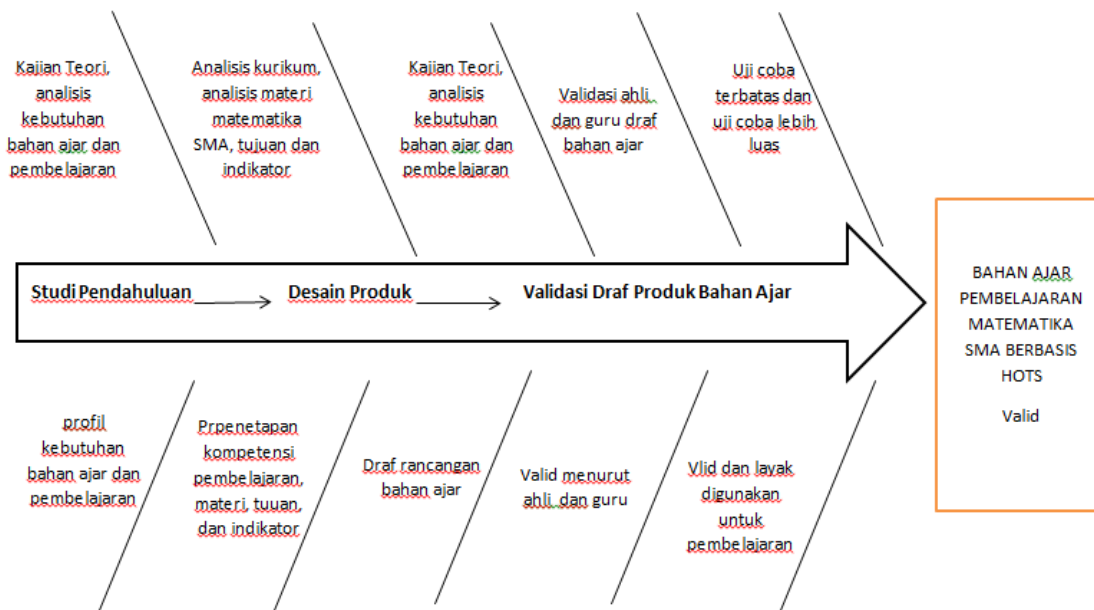 Kajian Teori,
analisis
kebutuhan
bahan ajar dan
pembelajaran
Analisis kurikum,
analisis materi
matematika
SMA, tujuan dan
indikator
Kajian Teori,
analisis
kebutuhan
bahan ajar dan
pembelajaran
Validasi ahli
dan guru draf
bahan ajar
Uji coba
terbatas dan
uji coba lebih
luas
Studi Pendahuluan
Desain Produk
Validasi Draf Produk Bahan Ajar
BAHAN AJAR
PEMBELAJARAN
MATEMATIKA
SMA BERBASIS
HOTS
Valid
profil
kebutuhan
bahan ajar dan
pembelajaran
Prpenetapan
kompetensi
pembelajaran,
materi, tuuan,
dan indikator
Draf rancangan
bahan ajar
Valid menurut
ahli dan guru
Vlid dan layak
digunakan
untuk
pembelajaran